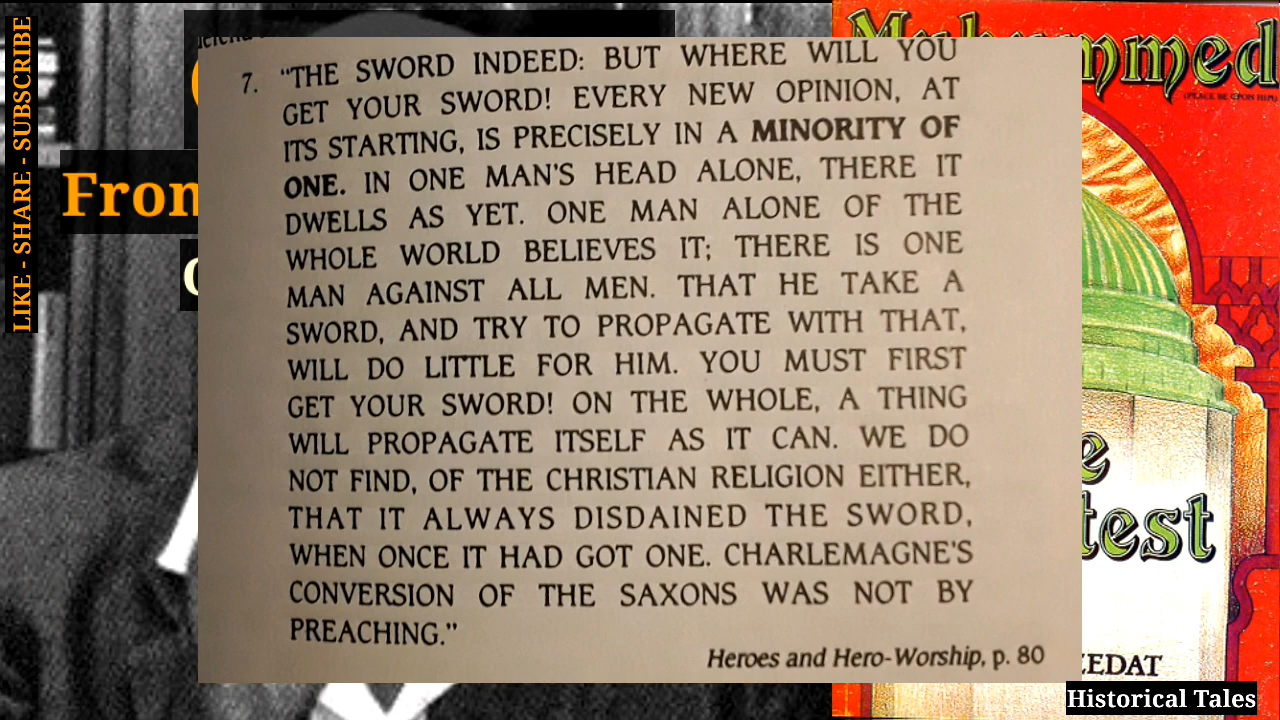 LIKE - SHARE - SUBSCRIBE
Muhammed
(PEACE BE UPON HIM)
7. “THE SWORD INDEED: BUT WHERE WILL YOU
GET YOUR SWORD! EVERY NEW OPINION, AT
ITS STARTING, IS PRECISELY IN A MINORITY OF
ONE. IN ONE MAN'S HEAD ALONE, THERE IT
DWELLS AS YET. ONE MAN ALONE OF THE
WHOLE WORLD BELIEVES IT; THERE IS ONE
MAN AGAINST ALL MEN. THAT HE TAKE A
SWORD, AND TRY TO PROPAGATE WITH THAT,
WILL DO LITTLE FOR HIM. YOU MUST FIRST
GET YOUR SWORD! ON THE WHOLE, A THING
WILL PROPAGATE ITSELF AS IT CAN. WE DO
NOT FIND, OF THE CHRISTIAN RELIGION EITHER,
THAT IT ALWAYS DISDAINED THE SWORD,
WHEN ONCE IT HAD GOT ONE. CHARLEMAGNE'S
CONVERSION OF THE SAXONS WAS NOT BY
PREACHING.”
Heroes and Hero-Worship, p. 80
Historical Tales